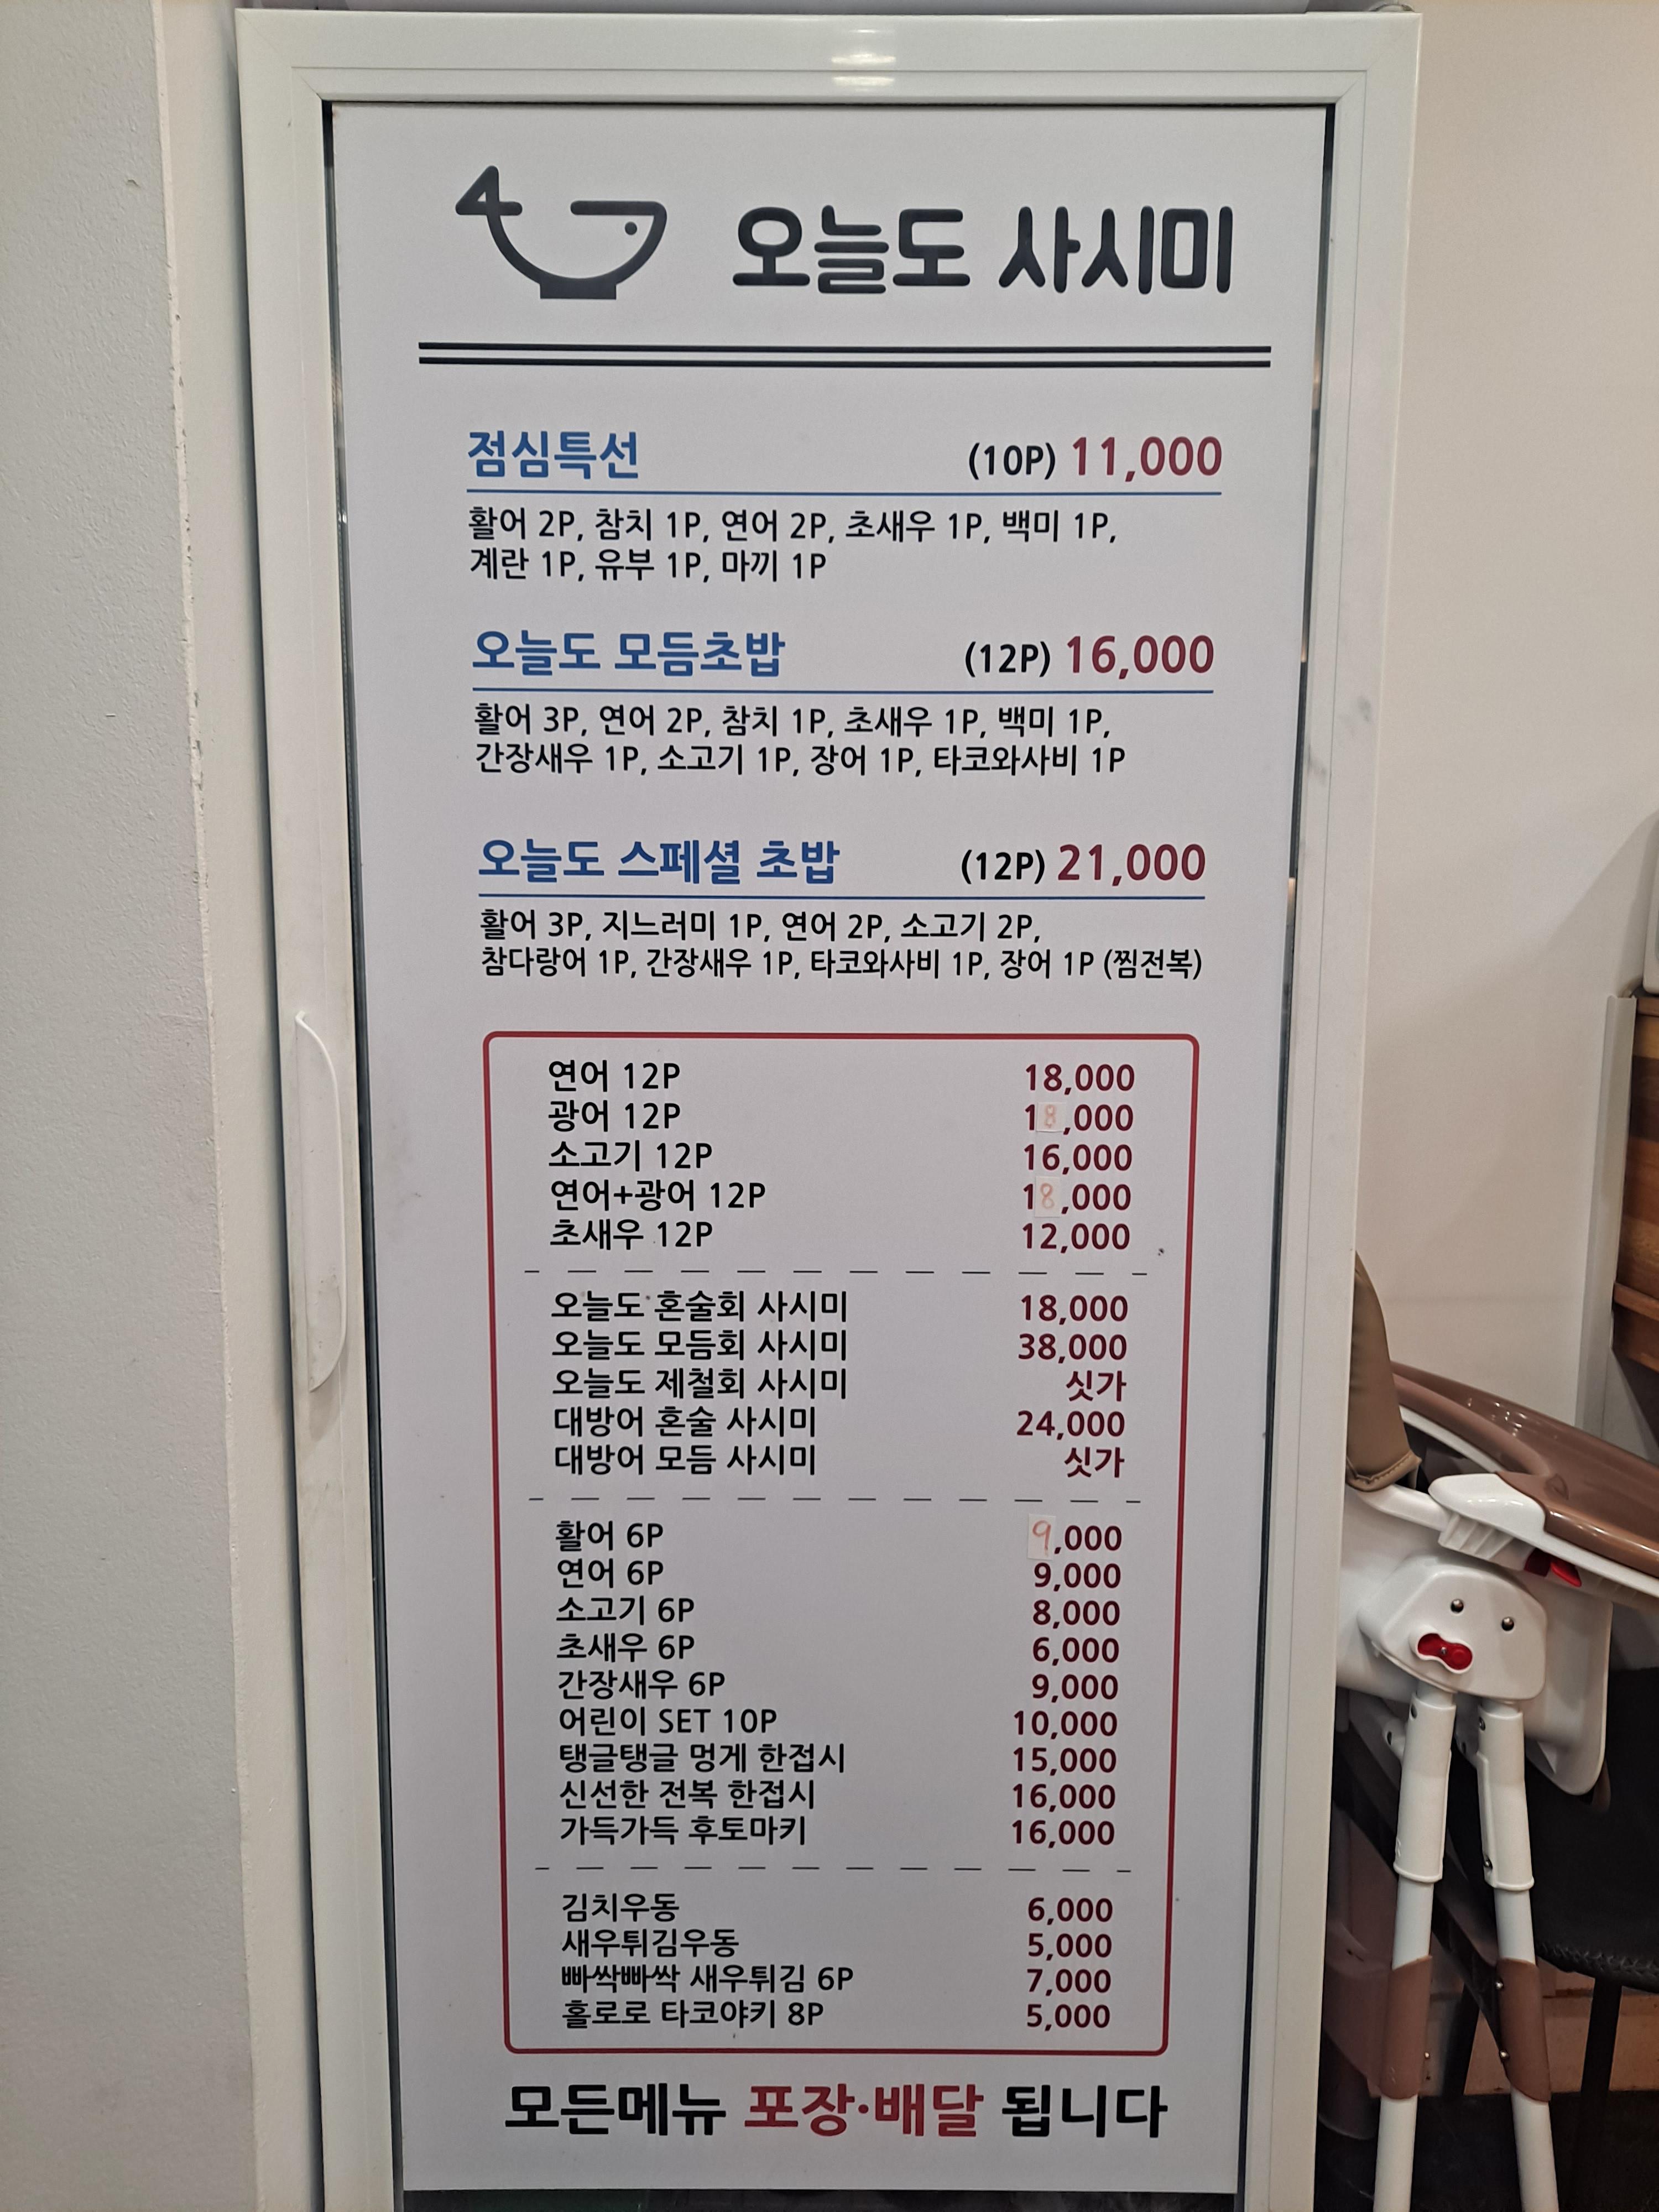 오늘도 사시미
점심특선 (10P) 11,000
활어 2P, 참치 1P, 연어 2P, 초새우 1P, 백미 1P,
계란 1P, 유부 1P, 마끼 1P
오늘도 모듬초밥 (12P) 16,000
활어 3P, 연어 2P, 참치 1P, 초새우 1P, 백미 1P,
간장새우 1P, 소고기 1P, 장어 1P, 타코와사비 1P
오늘도 스페셜 초밥 (12P) 21,000
활어 3P, 지느러미 1P, 연어 2P, 소고기 2P,
참다랑어 1P, 간장새우 1P, 타코와사비 1P, 장어 1P (찜전복)
연어 12P 18,000
광어 12P 18,000
소고기 12P 16,000
연어+광어 12P 18,000
초새우 12P 12,000
오늘도 혼술회 사시미 18,000
오늘도 모듬회 사시미 38,000
오늘도 제철회 사시미 싯가
대방어 혼술 사시미 24,000
대방어 모듬 사시미 싯가
활어 6P 9,000
연어 6P 9,000
소고기 6P 8,000
초새우 6P 6,000
간장새우 6P 9,000
어린이 SET 10P 10,000
탱글탱글 멍게 한접시 15,000
신선한 전복 한접시 16,000
가득가득 후토마키 16,000
김치우동 6,000
새우튀김우동 5,000
빠싹빠싹 새우튀김 6P 7,000
홀로로 타코야키 8P 5,000
모든메뉴 포장·배달 됩니다